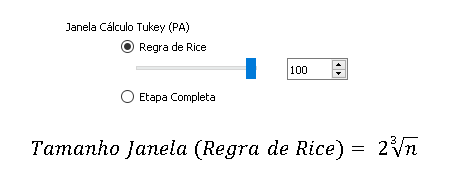 Janela Cálculo Tukey (PA)
Regra de Rice
100
Etapa Completa
Tamanho Janela (Regra de Rice) = 2∛n